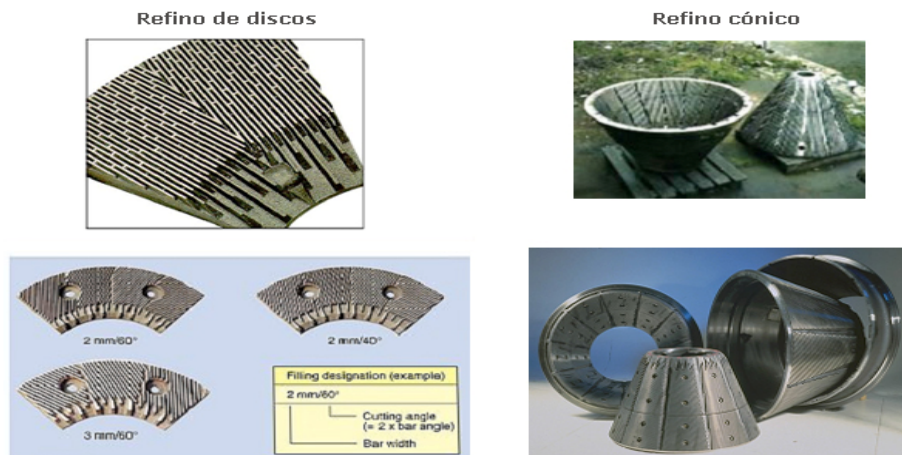 Refino de discos
Refino cónico
2 mm/60°
2 mm/40°
3 mm/60°
Filling designation (example)
2 mm/60°
Cutting angle
(= 2 x bar angle)
Bar width